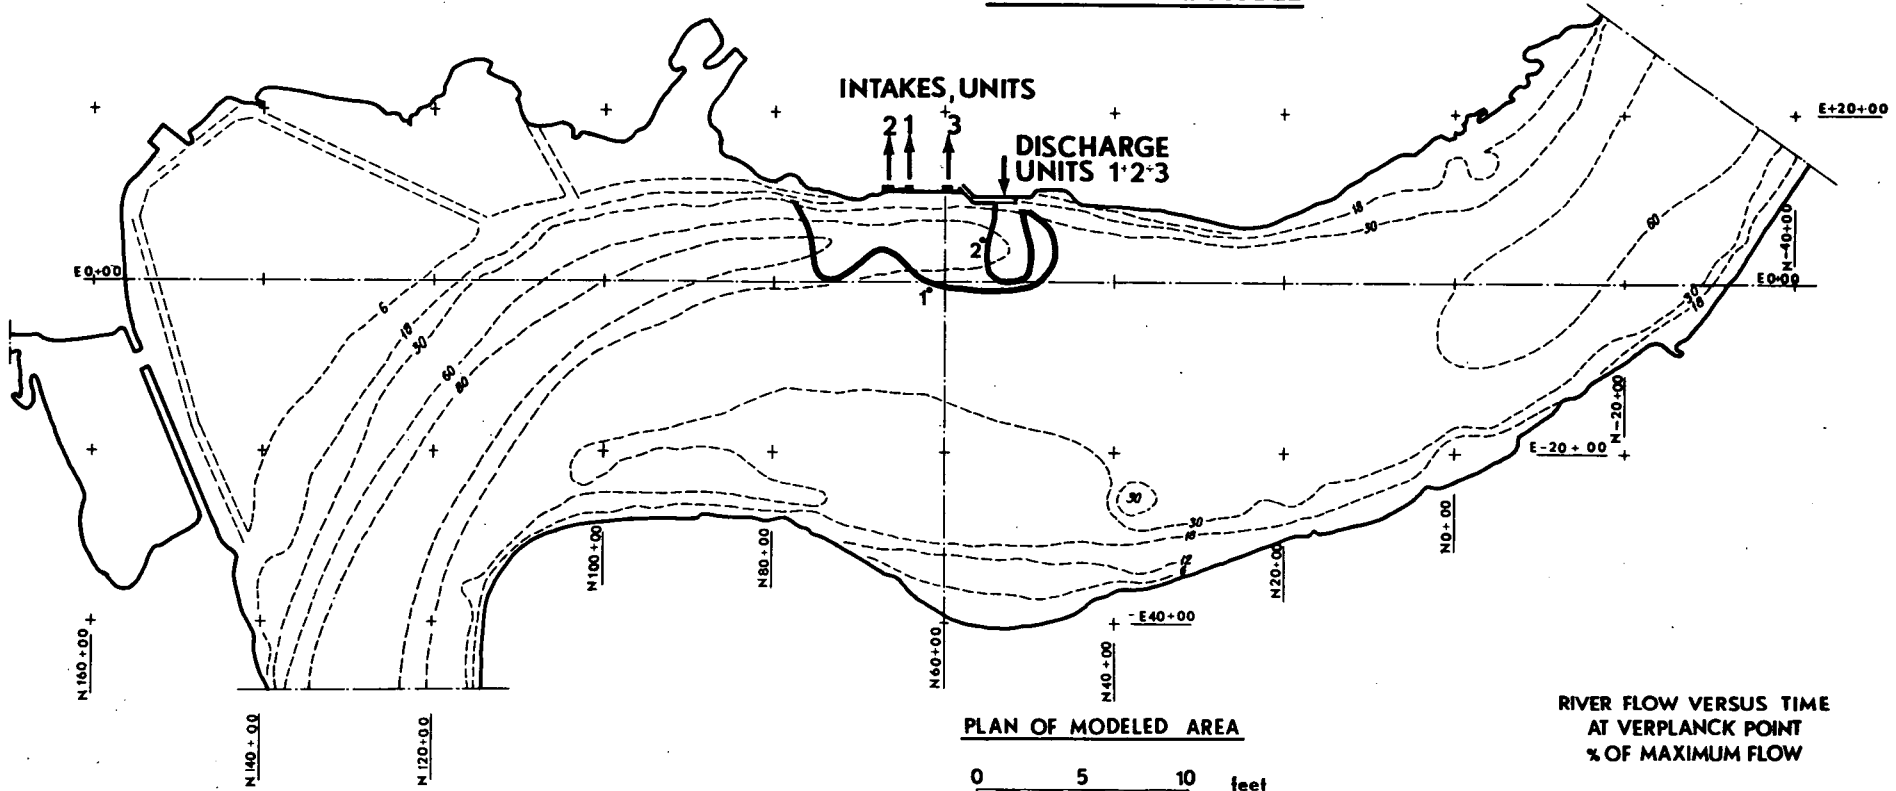 INTAKES, UNITS
2 1 3
DISCHARGE
UNITS 1+2+3
E+20+00
N-40+00
E0+00
E0+00
2
1
6
18
30
60
80
18
30
60
30
18
N-20+00
E-20+00
30
30
18
12
6
N160+00
N140+00
N120+00
N100+00
N80+00
N60+00
N40+00
N20+00
N0+00
-E40+00
PLAN OF MODELED AREA
0 5 10 feet
RIVER FLOW VERSUS TIME
AT VERPLANCK POINT
% OF MAXIMUM FLOW